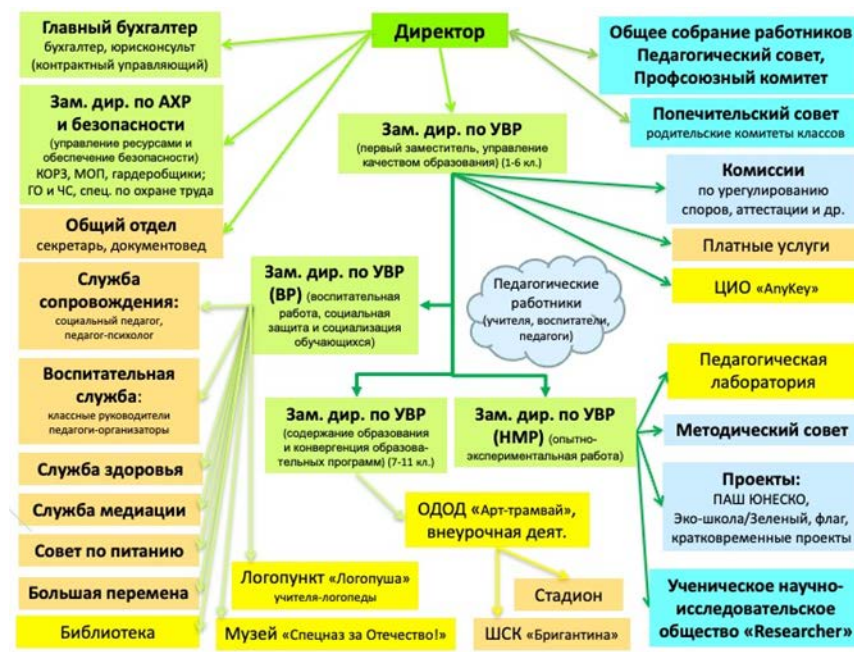 Главный бухгалтер
бухгалтер, юрисконсульт
(контрактный управляющий)
Директор
Общее собрание работников
Педагогический совет,
Профсоюзный комитет
Зам. дир. по АХР
и безопасности
(управление ресурсами и
обеспечение безопасности)
КОРЗ, МОП, гардеробщики;
ГО и ЧС, спец. по охране труда
Зам. дир. по УВР
(первый заместитель, управление
качеством образования) (1-6 кл.)
Попечительский совет
родительские комитеты классов
Комиссии
по урегулированию
споров, аттестации и др.
Общий отдел
секретарь, документовед
Платные услуги
ЦИО «AnyKey»
Служба
сопровождения:
социальный педагог,
педагог-психолог
Зам. дир. по УВР
(ВР) (воспитательная
работа, социальная
защита и социализация
обучающихся)
Педагогические
работники
(учителя, воспитатели,
педагоги)
Воспитательная
служба:
классные руководители
педагоги-организаторы
Зам. дир. по УВР
(содержание образования
и конвергенция образова-
тельных программ) (7-11 кл.)
Зам. дир. по УВР
(НМР) (опытно-
экспериментальная работа)
Педагогическая
лаборатория
Методический совет
Проекты:
ПАШ ЮНЕСКО,
Эко-школа/Зеленый, флаг,
кратковременные проекты
Ученическое научно-
исследовательское
общество «Researcher»
Служба здоровья
Служба медиации
Совет по питанию
Большая перемена
Библиотека
ОДОД «Арт-трамвай»,
внеурочная деят.
Логопункт «Логопуша»
учителя-логопеды
Музей «Спецназ за Отечество!»
Стадион
ШСК «Бригантина»